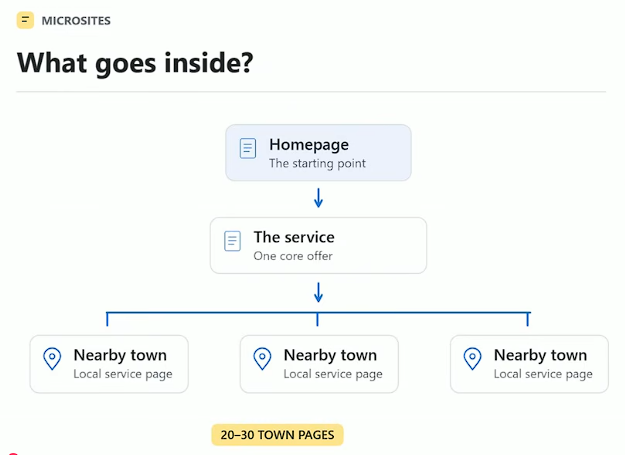 MICROSITES
What goes inside?
Homepage
The starting point
The service
One core offer
Nearby town
Local service page
Nearby town
Local service page
Nearby town
Local service page
20–30 TOWN PAGES